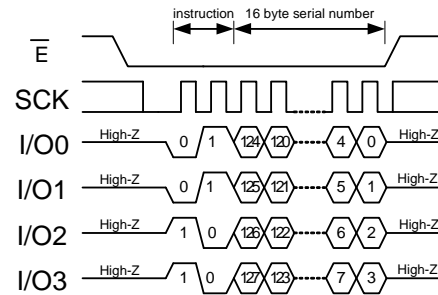 instruction 16 byte serial number
E
SCK
I/O0 High-Z 0 1 124 120 4 0 High-Z
I/O1 High-Z 0 1 125 121 5 1 High-Z
I/O2 High-Z 1 0 126 122 6 2 High-Z
I/O3 High-Z 1 0 127 123 7 3 High-Z